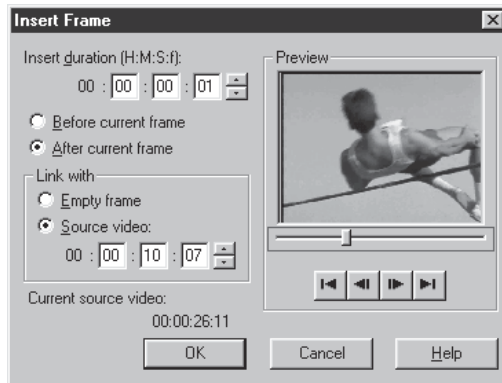 Insert Frame
Insert duration (H:M:S:f):
00 : 00 : 00 : 01
Before current frame
After current frame
Link with
Empty frame
Source video:
00 : 00 : 10 : 07
Current source video:
00:00:26:11
Preview
OK
Cancel
Help